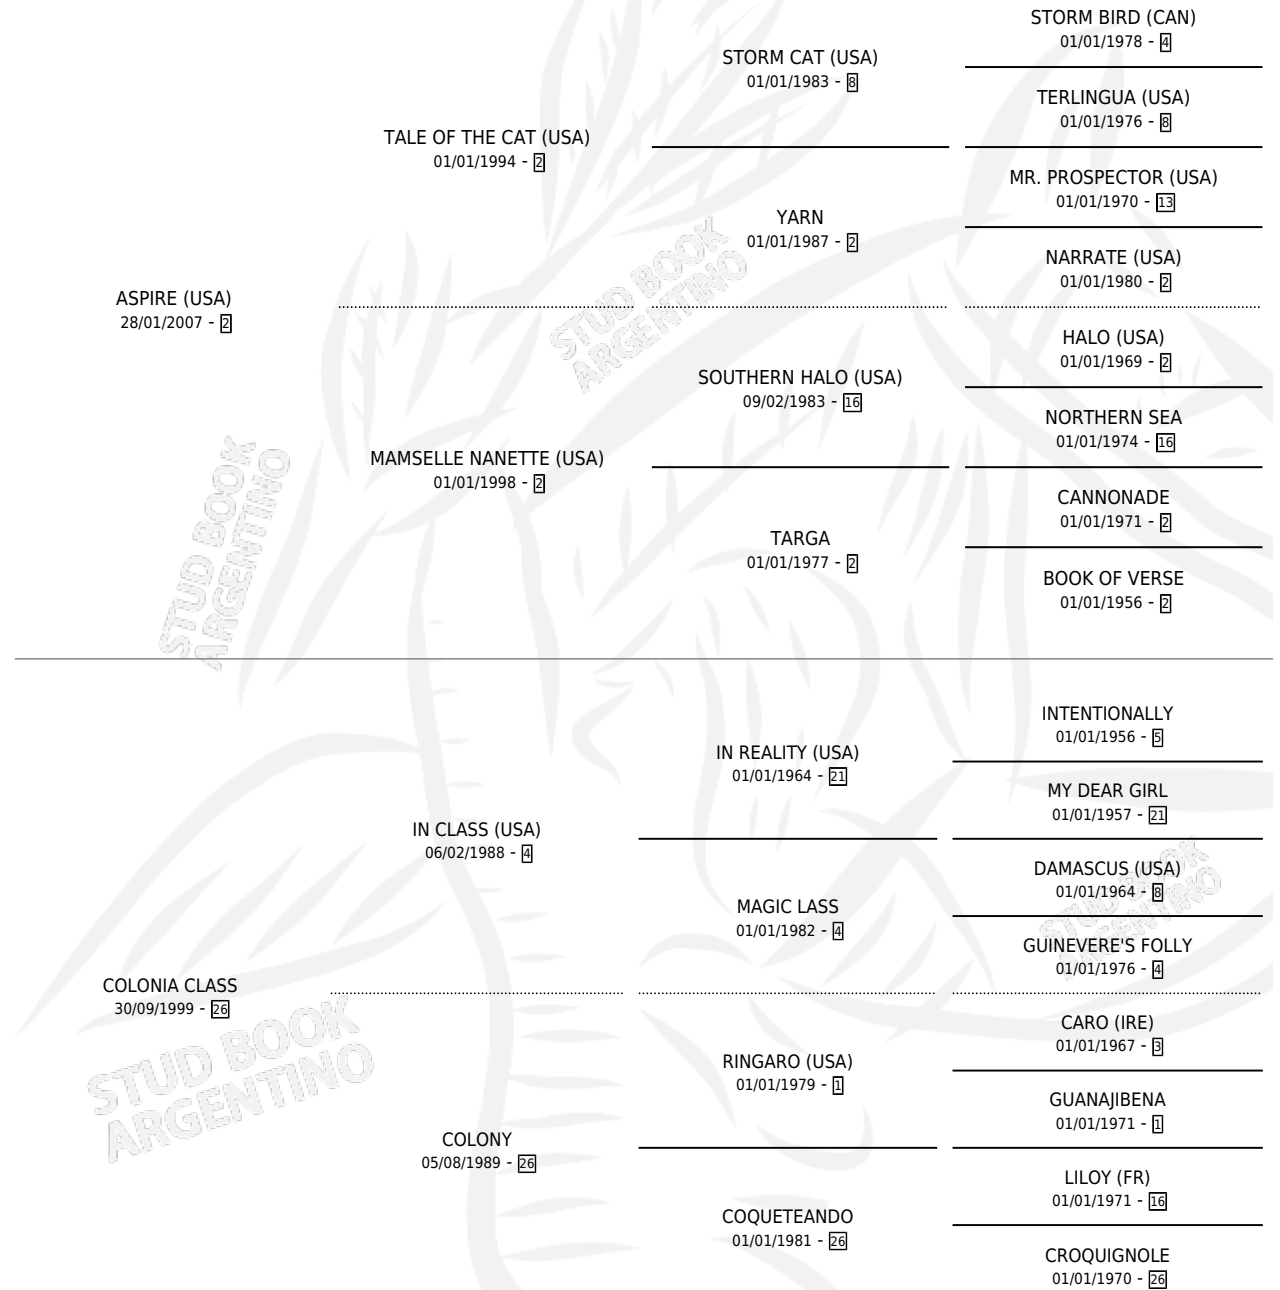 STORM BIRD (CAN)
01/01/1978 - 4
STORM CAT (USA)
01/01/1983 - 8
TERLINGUA (USA)
01/01/1976 - 8
TALE OF THE CAT (USA)
01/01/1994 - 2
MR. PROSPECTOR (USA)
01/01/1970 - 13
YARN
01/01/1987 - 2
NARRATE (USA)
01/01/1980 - 2
ASPIRE (USA)
28/01/2007 - 2
STUD BOOK
ARGENTINO
HALO (USA)
01/01/1969 - 2
SOUTHERN HALO (USA)
09/02/1983 - 16
NORTHERN SEA
01/01/1974 - 16
MAMSELLE NANETTE (USA)
01/01/1998 - 2
CANNONADE
01/01/1971 - 2
TARGA
01/01/1977 - 2
BOOK OF VERSE
01/01/1956 - 2
STUD BOOK
ARGENTINO
INTENTIONALLY
01/01/1956 - 5
IN REALITY (USA)
01/01/1964 - 21
MY DEAR GIRL
01/01/1957 - 21
IN CLASS (USA)
06/02/1988 - 4
DAMASCUS (USA)
01/01/1964 - 8
MAGIC LASS
01/01/1982 - 4
GUINEVERE'S FOLLY
01/01/1976 - 4
STUD BOOK
ARGENTINO
COLONIA CLASS
30/09/1999 - 26
CARO (IRE)
01/01/1967 - 3
RINGARO (USA)
01/01/1979 - 1
GUANAJIBENA
01/01/1971 - 1
STUD BOOK
ARGENTINO
COLONY
05/08/1989 - 26
LILOY (FR)
01/01/1971 - 16
COQUETEANDO
01/01/1981 - 26
CROQUIGNOLE
01/01/1970 - 26